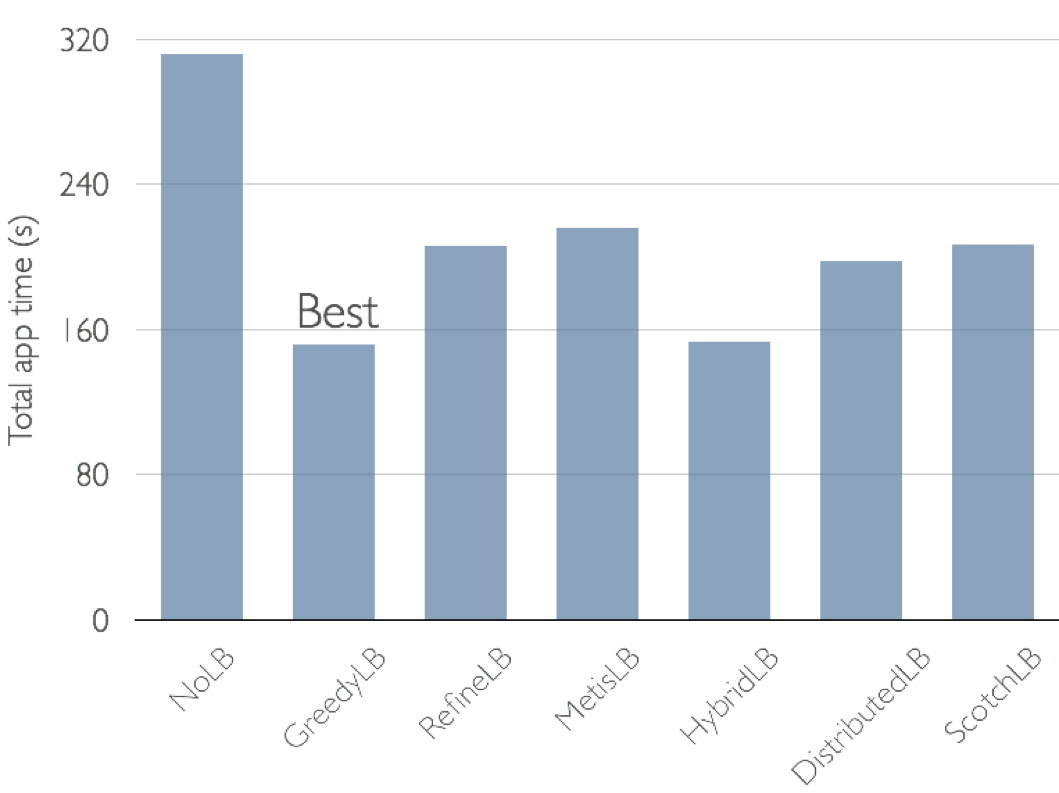 320
240
160
80
0
Total app time (s)
Best
NoLB
GreedyLB
RefineLB
MetisLB
HybridLB
DistributedLB
ScotchLB